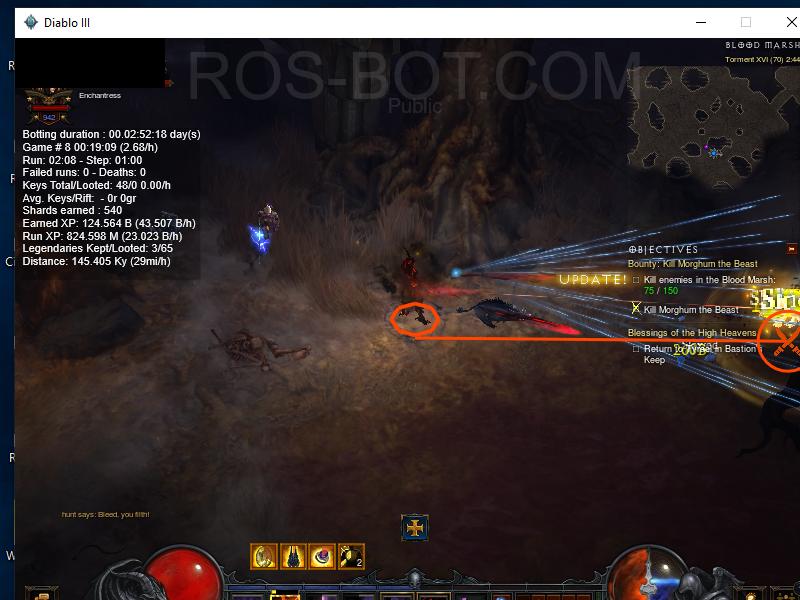 Diablo III
BLOOD MARSH
Torment XVI (70) 2:44
ROS-BOT.COM
Public
Enchantress
942
Botting duration : 00.02:52:18 day(s)
Game # 8 00:19:09 (2.68/h)
Run: 02:08 - Step: 01:00
Failed runs: 0 - Deaths: 0
Keys Total/Looted: 48/0 0.00/h
Avg. Keys/Rift: - 0r 0gr
Shards earned : 540
Earned XP: 124.564 B (43.507 B/h)
Run XP: 824.598 M (23.023 B/h)
Legendaries Kept/Looted: 3/65
Distance: 145.405 Ky (29mi/h)
OBJECTIVES
Bounty: Kill Morghum the Beast
UPDATE!
Kill enemies in the Blood Marsh:
75 / 150
Kill Morghum the Beast
Blessings of the High Heavens
Return to Tyrael in Bastion's
Keep
hunt says: Bleed, you filth!
2